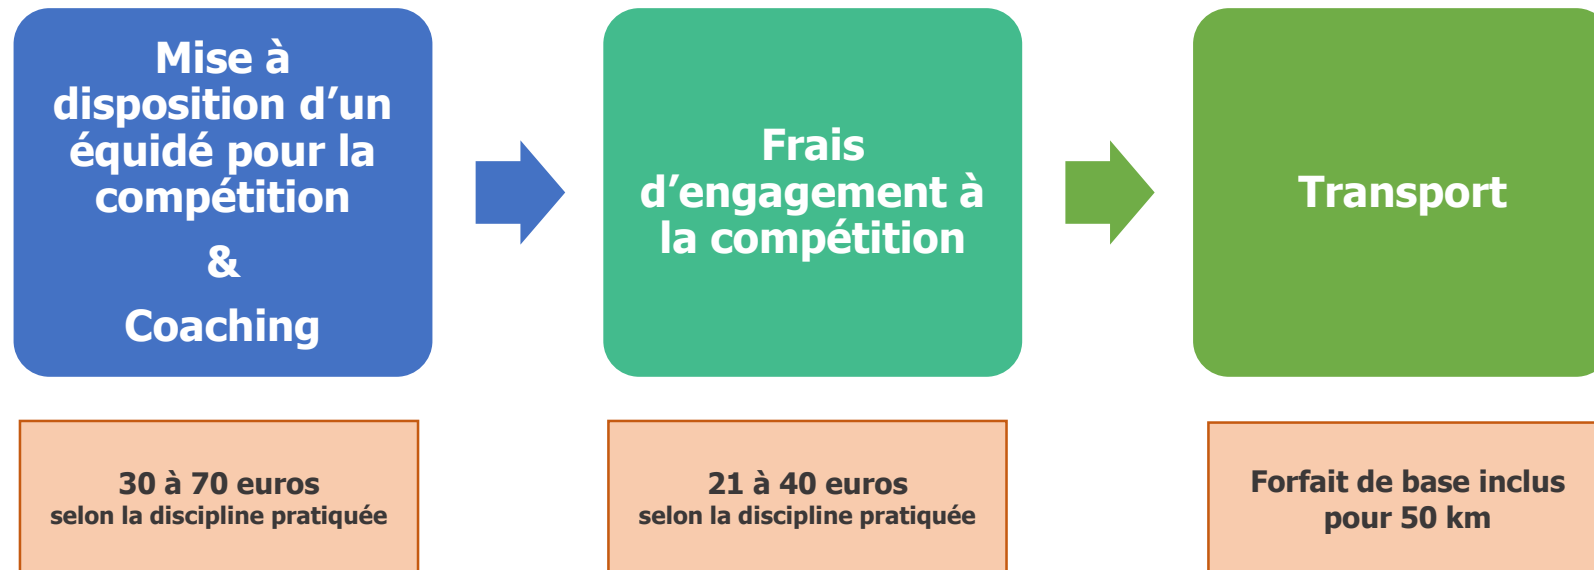 Mise à
disposition d’un
équidé pour la
compétition
&
Coaching
Frais
d’engagement à
la compétition
Transport
30 à 70 euros
selon la discipline pratiquée
21 à 40 euros
selon la discipline pratiquée
Forfait de base inclus
pour 50 km